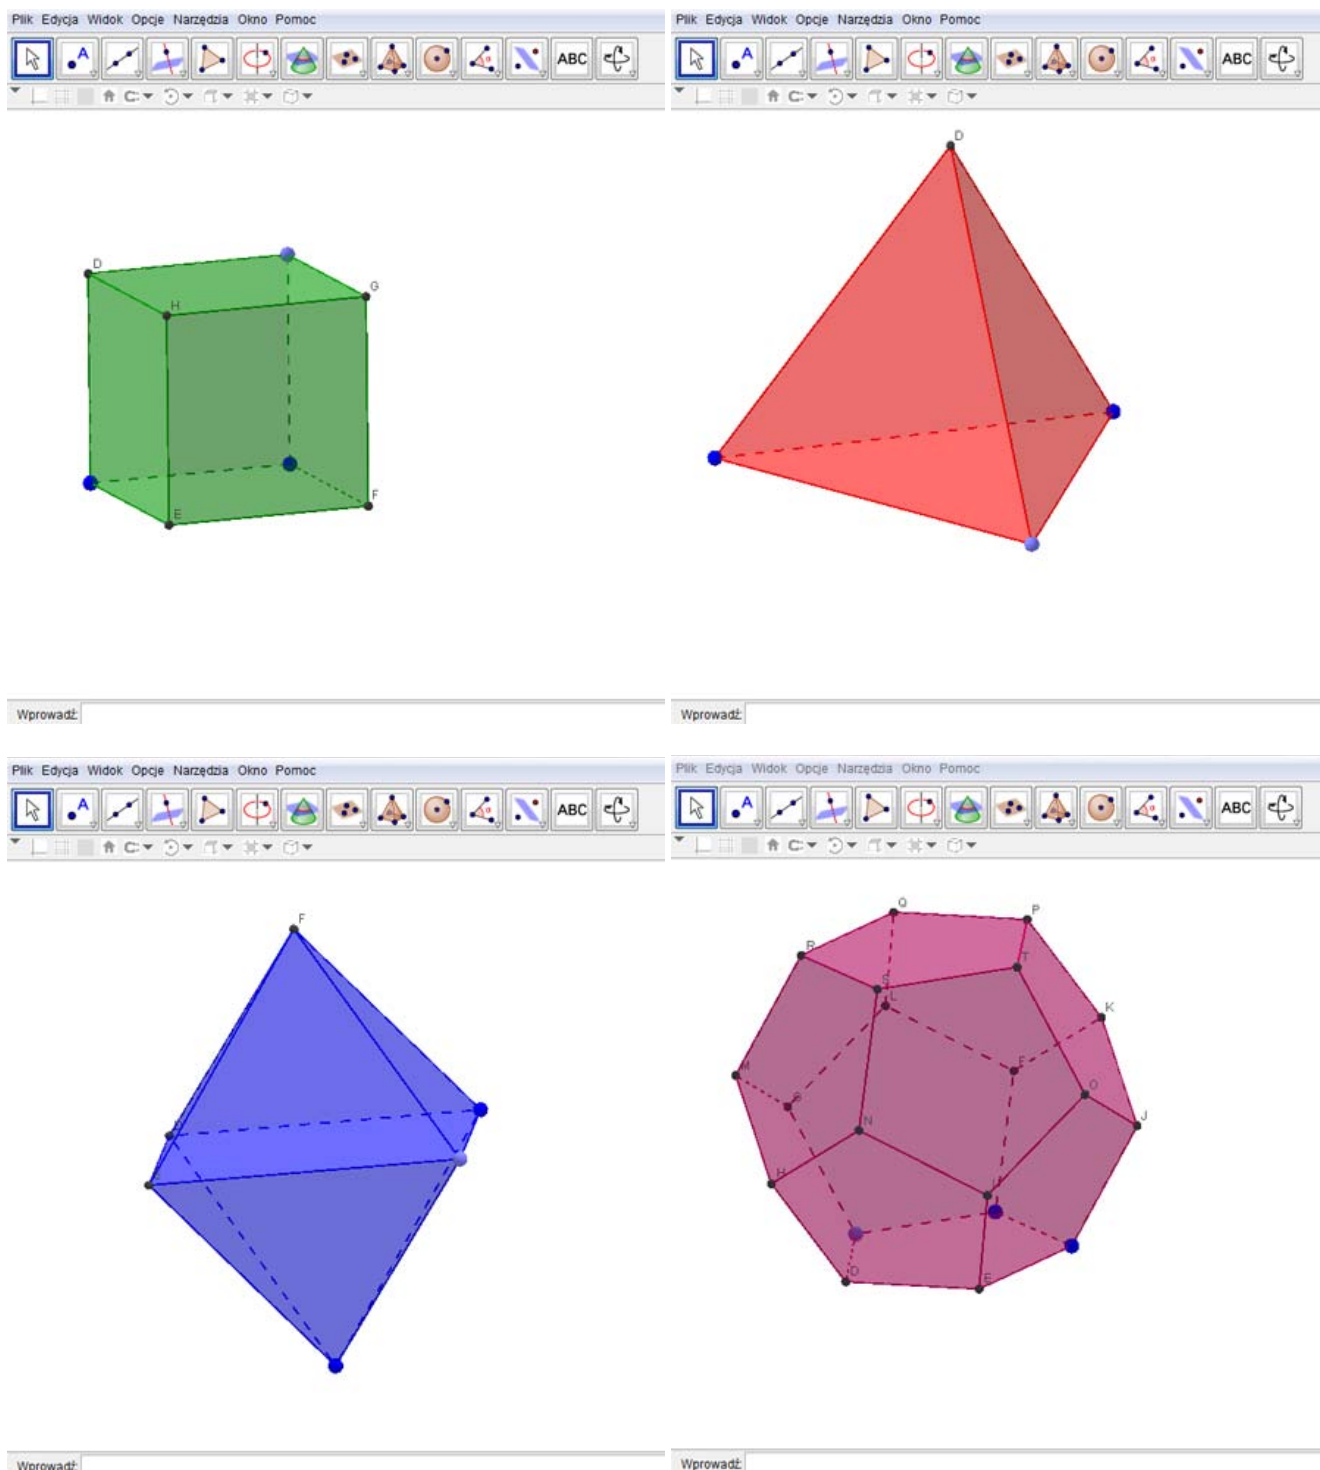 Plik Edycja Widok Opcje Narzędzia Okno Pomoc
A ABC
D
G
H
F
E
Wprowadź:
Plik Edycja Widok Opcje Narzędzia Okno Pomoc
A ABC
D
Wprowadź:
Plik Edycja Widok Opcje Narzędzia Okno Pomoc
A ABC
F
Wprowadź:
Plik Edycja Widok Opcje Narzędzia Okno Pomoc
A ABC
Q
P
R
T
S
L
K
F
M
G
O
N
J
H
I
D
E
Wprowadź: